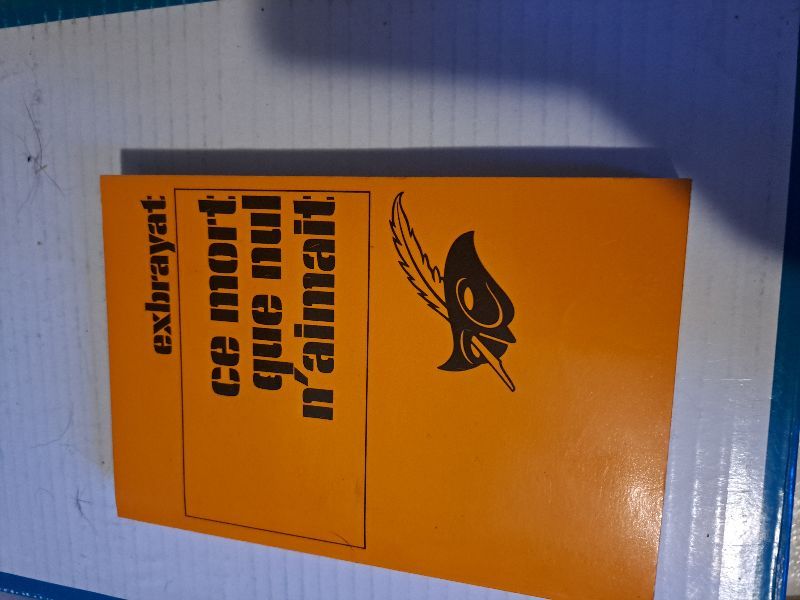 exbrayat
ce mort
que nul
n'aimait